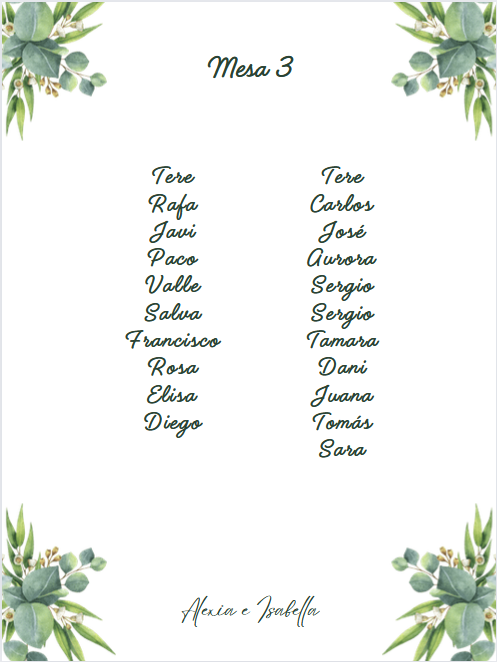 Mesa 3
Tere
Rafa
Javi
Paco
Valle
Salva
Francisco
Rosa
Elisa
Diego
Tere
Carlos
José
Aurora
Sergio
Sergio
Tamara
Dani
Juana
Tomás
Sara
Alexia e Isabella